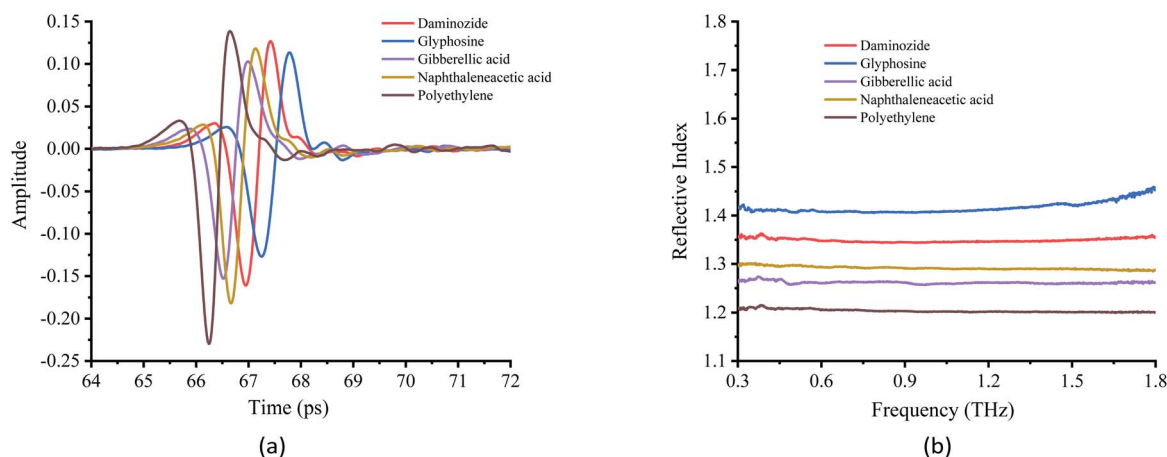 0.15
0.10
0.05
0.00
-0.05
-0.10
-0.15
-0.20
-0.25
Amplitude
Daminozide
Glyphosine
Gibberellic acid
Naphthaleneacetic acid
Polyethylene
64 65 66 67 68 69 70 71 72
Time (ps)
(a)
1.8
1.7
1.6
1.5
1.4
1.3
1.2
1.1
Reflective Index
Daminozide
Glyphosine
Gibberellic acid
Naphthaleneacetic acid
Polyethylene
0.3 0.6 0.9 1.2 1.5 1.8
Frequency (THz)
(b)